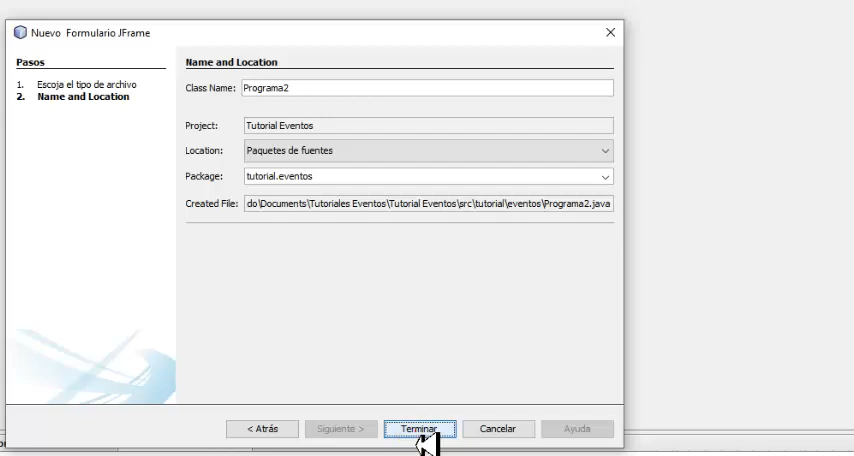 Nuevo Formulario JFrame
Pasos
1. Escoja el tipo de archivo
2. Name and Location
Name and Location
Class Name: Programa2
Project: Tutorial Eventos
Location: Paquetes de fuentes
Package: tutorial.eventos
Created File: do\Documents\Tutoriales Eventos\Tutorial Eventos\src\tutorial\eventos\Programa2.java
< Atrás Siguiente > Terminar Cancelar Ayuda